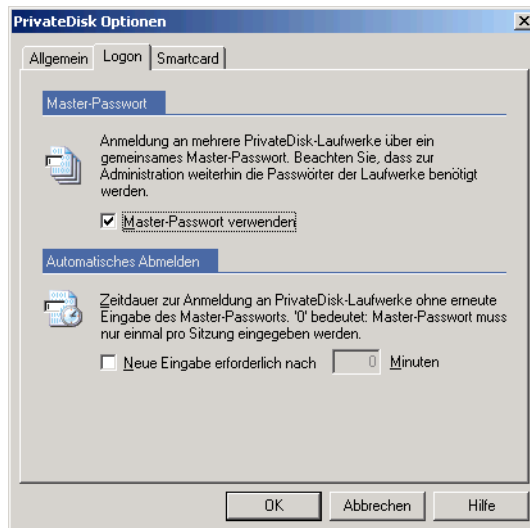 PrivateDisk Optionen
Allgemein Logon Smartcard
Master-Passwort
Anmeldung an mehrere PrivateDisk-Laufwerke über ein
gemeinsames Master-Passwort. Beachten Sie, dass zur
Administration weiterhin die Passwörter der Laufwerke benötigt
werden.
Master-Passwort verwenden
Automatisches Abmelden
Zeitdauer zur Anmeldung an PrivateDisk-Laufwerke ohne erneute
Eingabe des Master-Passworts. '0' bedeutet: Master-Passwort muss
nur einmal pro Sitzung eingegeben werden.
Neue Eingabe erforderlich nach 0 Minuten
OK Abbrechen Hilfe